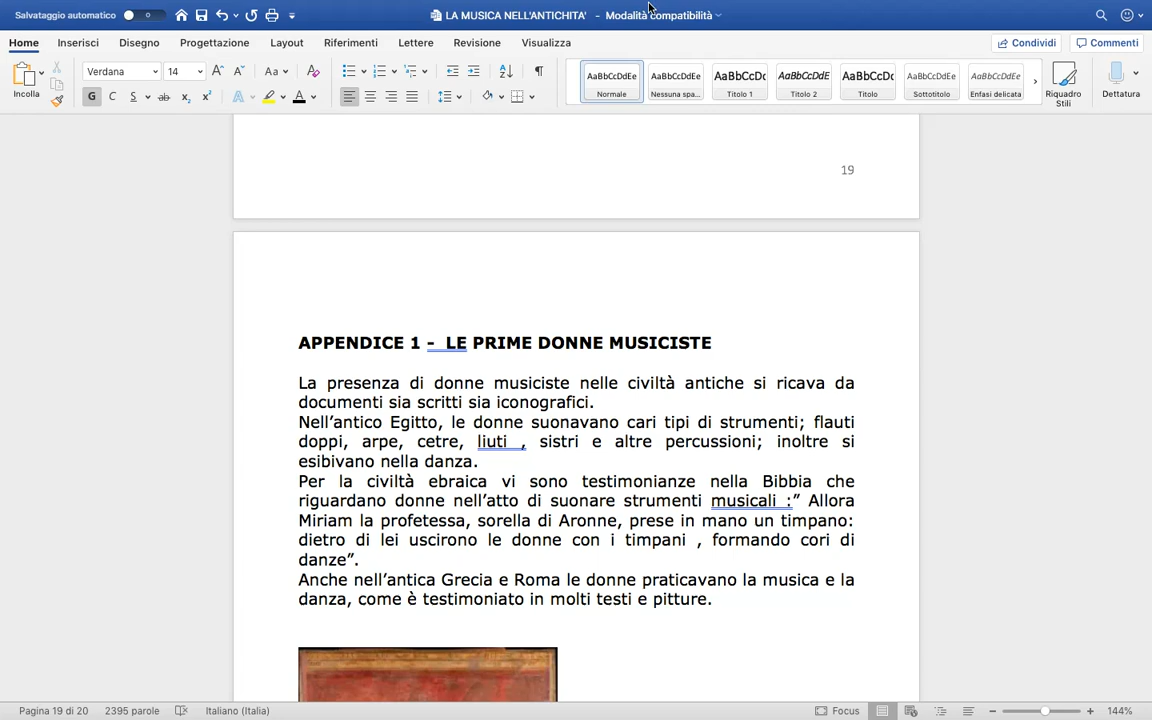 Salvataggio automatico LA MUSICA NELL'ANTICHITA' - Modalità compatibilità
Home Inserisci Disegno Progettazione Layout Riferimenti Lettere Revisione Visualizza Condividi Commenti
Incolla Verdana 14 Aa
G C S ab x₂ x² A A
AaBbCcDdEe AaBbCcDdEe AaBbCcDc AaBbCcDdE AaBbCcDc AaBbCcDdEe AaBbCcDdEe
Normale Nessuna spa... Titolo 1 Titolo 2 Titolo Sottotitolo Enfasi delicata Riquadro Stili Dettatura
19
APPENDICE 1 - LE PRIME DONNE MUSICISTE
La presenza di donne musiciste nelle civiltà antiche si ricava da
documenti sia scritti sia iconografici.
Nell'antico Egitto, le donne suonavano cari tipi di strumenti; flauti
doppi, arpe, cetre, liuti , sistri e altre percussioni; inoltre si
esibivano nella danza.
Per la civiltà ebraica vi sono testimonianze nella Bibbia che
riguardano donne nell'atto di suonare strumenti musicali :” Allora
Miriam la profetessa, sorella di Aronne, prese in mano un timpano:
dietro di lei uscirono le donne con i timpani , formando cori di
danze”.
Anche nell'antica Grecia e Roma le donne praticavano la musica e la
danza, come è testimoniato in molti testi e pitture.
Pagina 19 di 20 2395 parole Italiano (Italia) Focus 144%